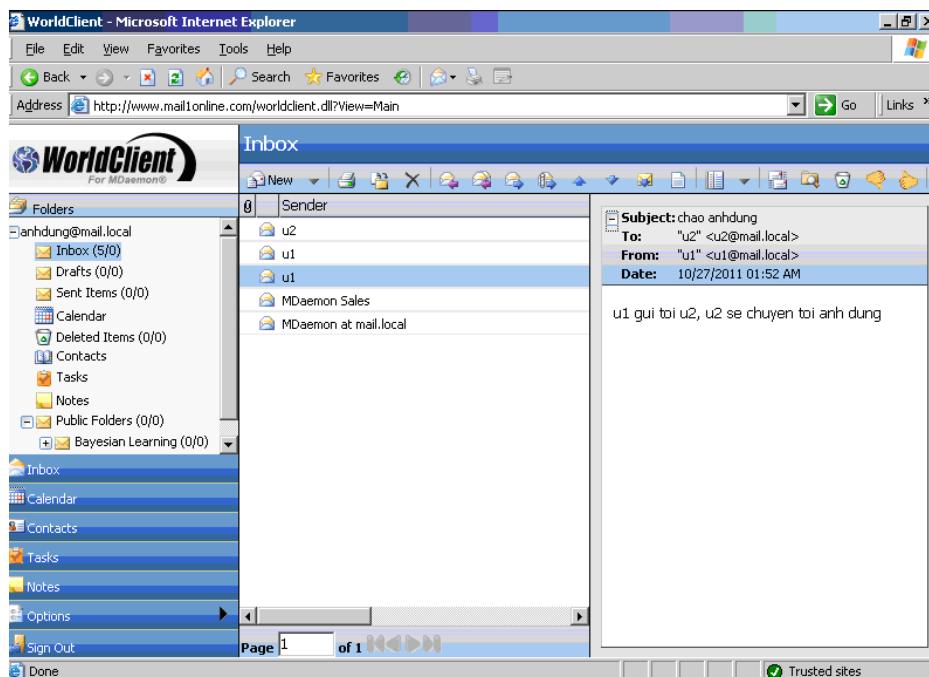 WorldClient - Microsoft Internet Explorer
File Edit View Favorites Tools Help
Back Search Favorites
Address http://www.mail1online.com/worldclient.dll?View=Main Go Links »
WorldClient
For MDaemon®
Inbox
New
Folders
anhdung@mail.local
Inbox (5/0)
Drafts (0/0)
Sent Items (0/0)
Calendar
Deleted Items (0/0)
Contacts
Tasks
Notes
Public Folders (0/0)
Bayesian Learning (0/0)
Inbox
Calendar
Contacts
Tasks
Notes
Options
Sign Out
Sender
u2
u1
u1
MDaemon Sales
MDaemon at mail.local
Page 1 of 1
Subject: chao anhdung
To: "u2" <u2@mail.local>
From: "u1" <u1@mail.local>
Date: 10/27/2011 01:52 AM
u1 gui toi u2, u2 se chuyen toi anh dung
Done Trusted sites